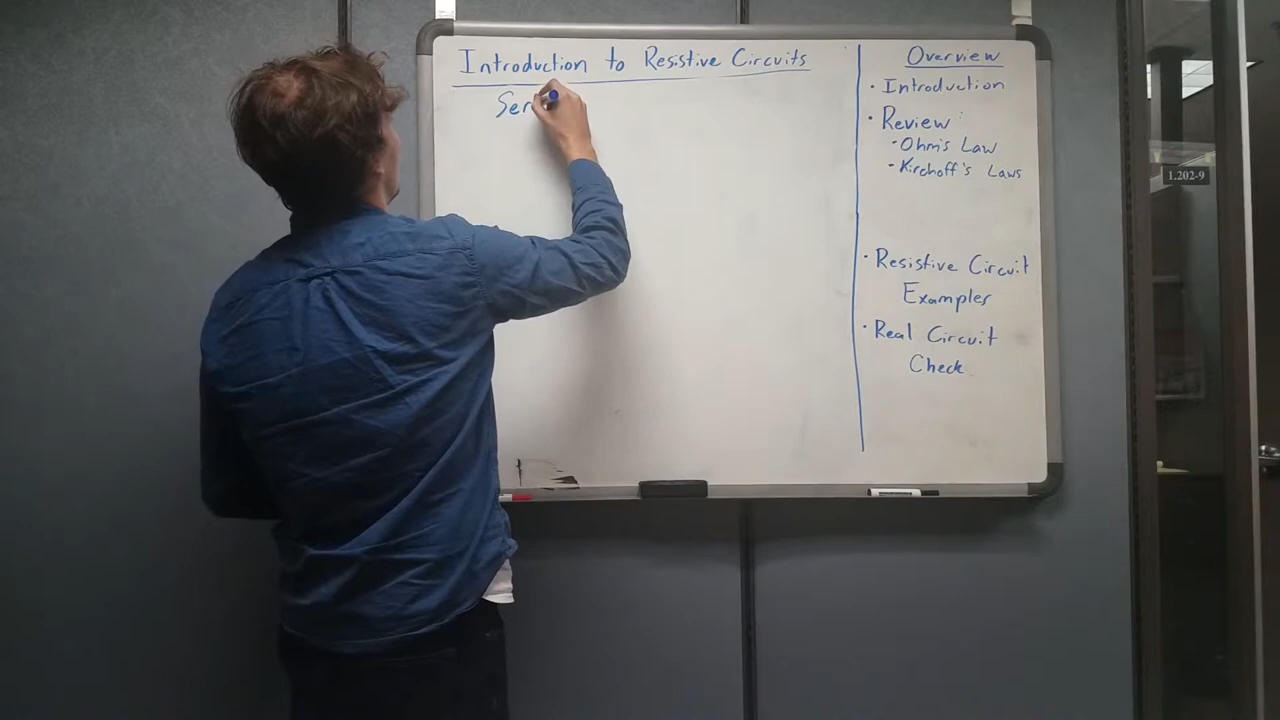 Introduction to Resistive Circuits
Ser
Overview
· Introduction
· Review:
- Ohm's Law
- Kirchoff's Laws
· Resistive Circuit
Examples
· Real Circuit
Check
1.202-9